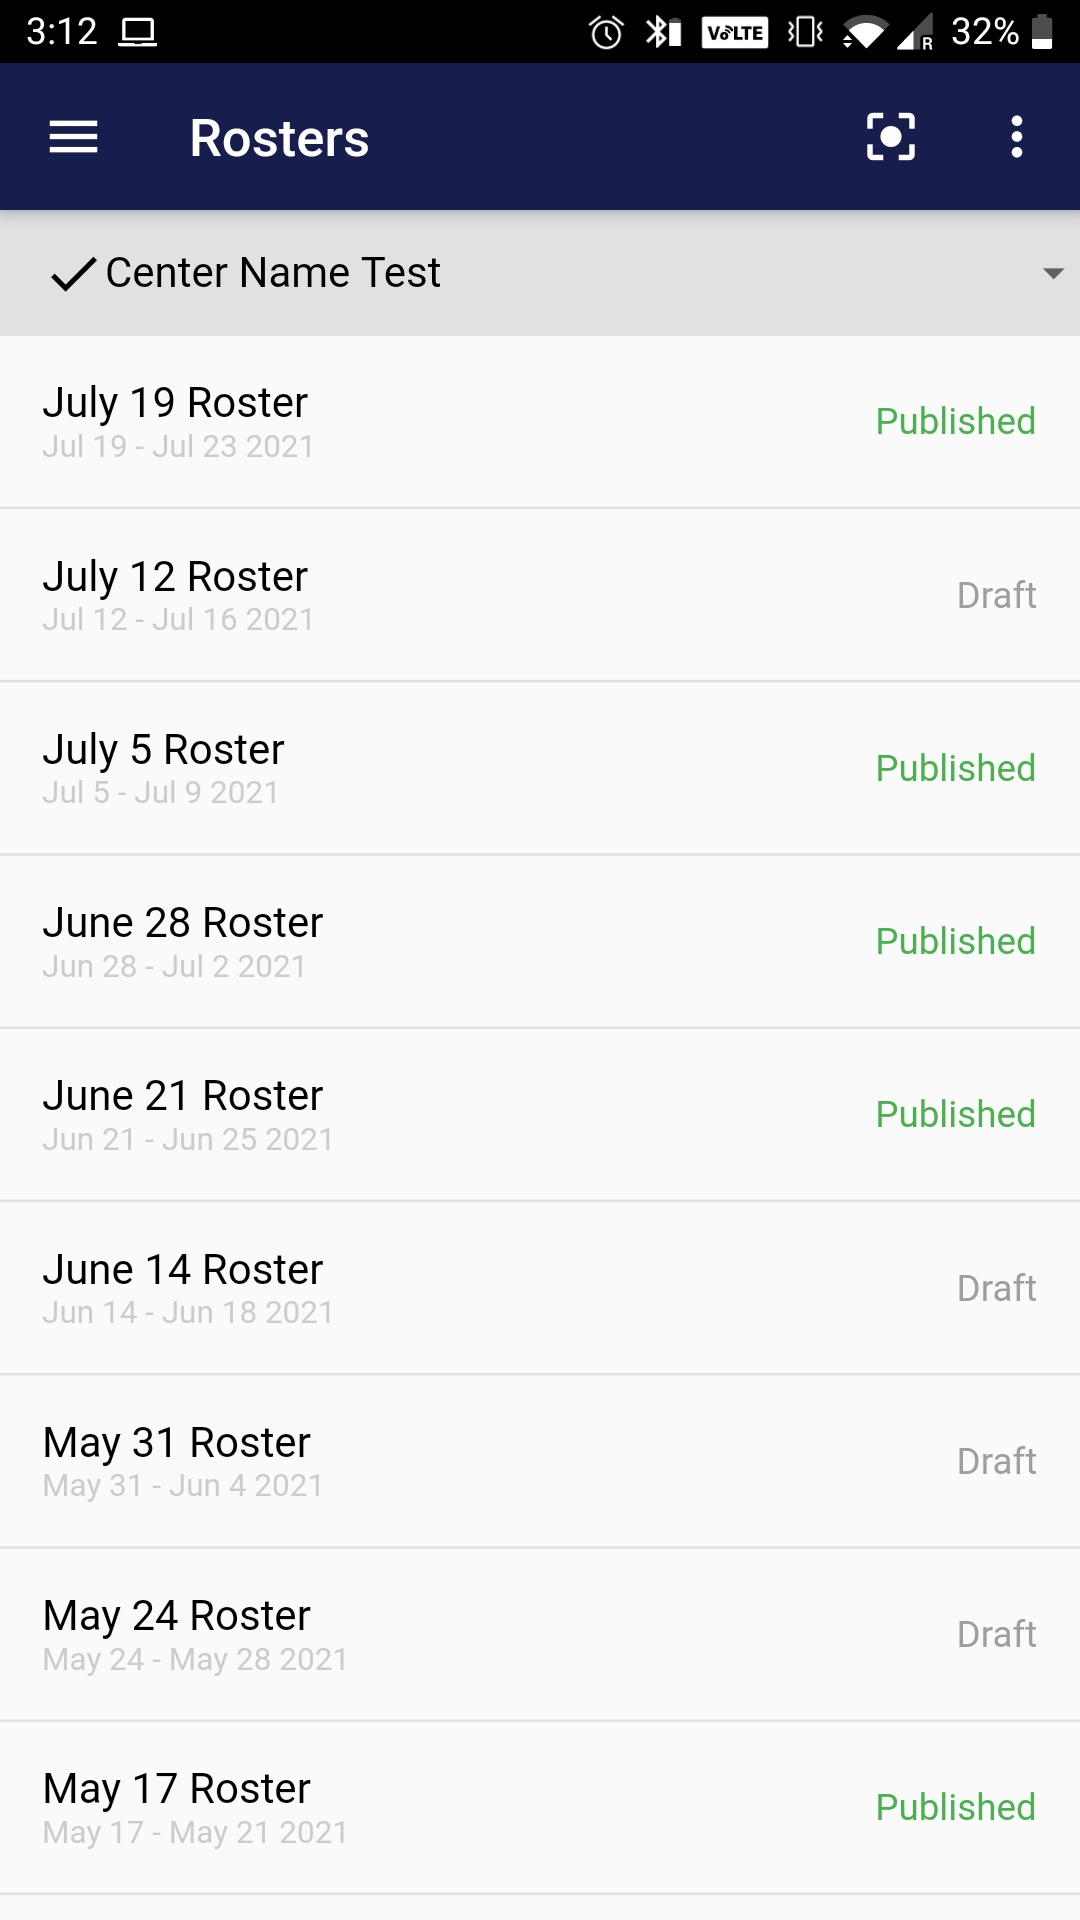 3:12 VoLTE R 32%
Rosters
Center Name Test
July 19 Roster
Jul 19 - Jul 23 2021
Published
July 12 Roster
Jul 12 - Jul 16 2021
Draft
July 5 Roster
Jul 5 - Jul 9 2021
Published
June 28 Roster
Jun 28 - Jul 2 2021
Published
June 21 Roster
Jun 21 - Jun 25 2021
Published
June 14 Roster
Jun 14 - Jun 18 2021
Draft
May 31 Roster
May 31 - Jun 4 2021
Draft
May 24 Roster
May 24 - May 28 2021
Draft
May 17 Roster
May 17 - May 21 2021
Published